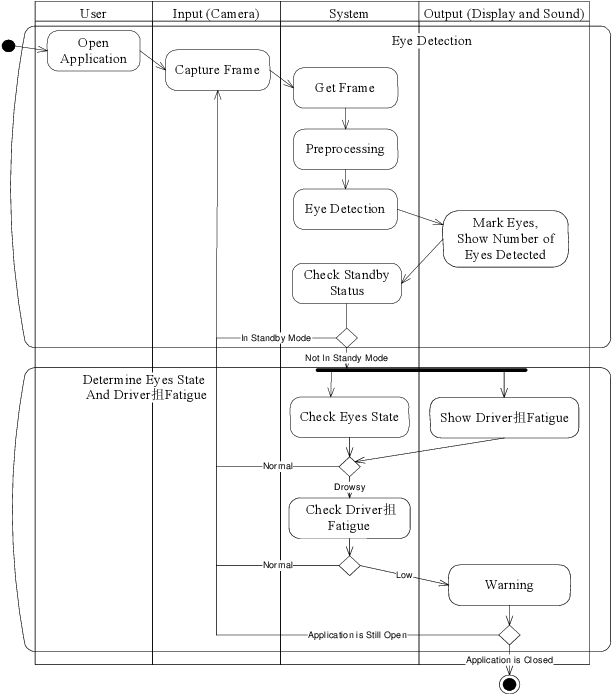 User
Input (Camera)
System
Output (Display and Sound)
Eye Detection
Open
Application
Capture Frame
Get Frame
Preprocessing
Eye Detection
Mark Eyes,
Show Number of
Eyes Detected
Check Standby
Status
In Standby Mode
Not In Standy Mode
Determine Eyes State
And Driver抯Fatigue
Check Eyes State
Show Driver抯Fatigue
Normal
Drowsy
Check Driver抯
Fatigue
Normal
Low
Warning
Application is Still Open
Application is Closed